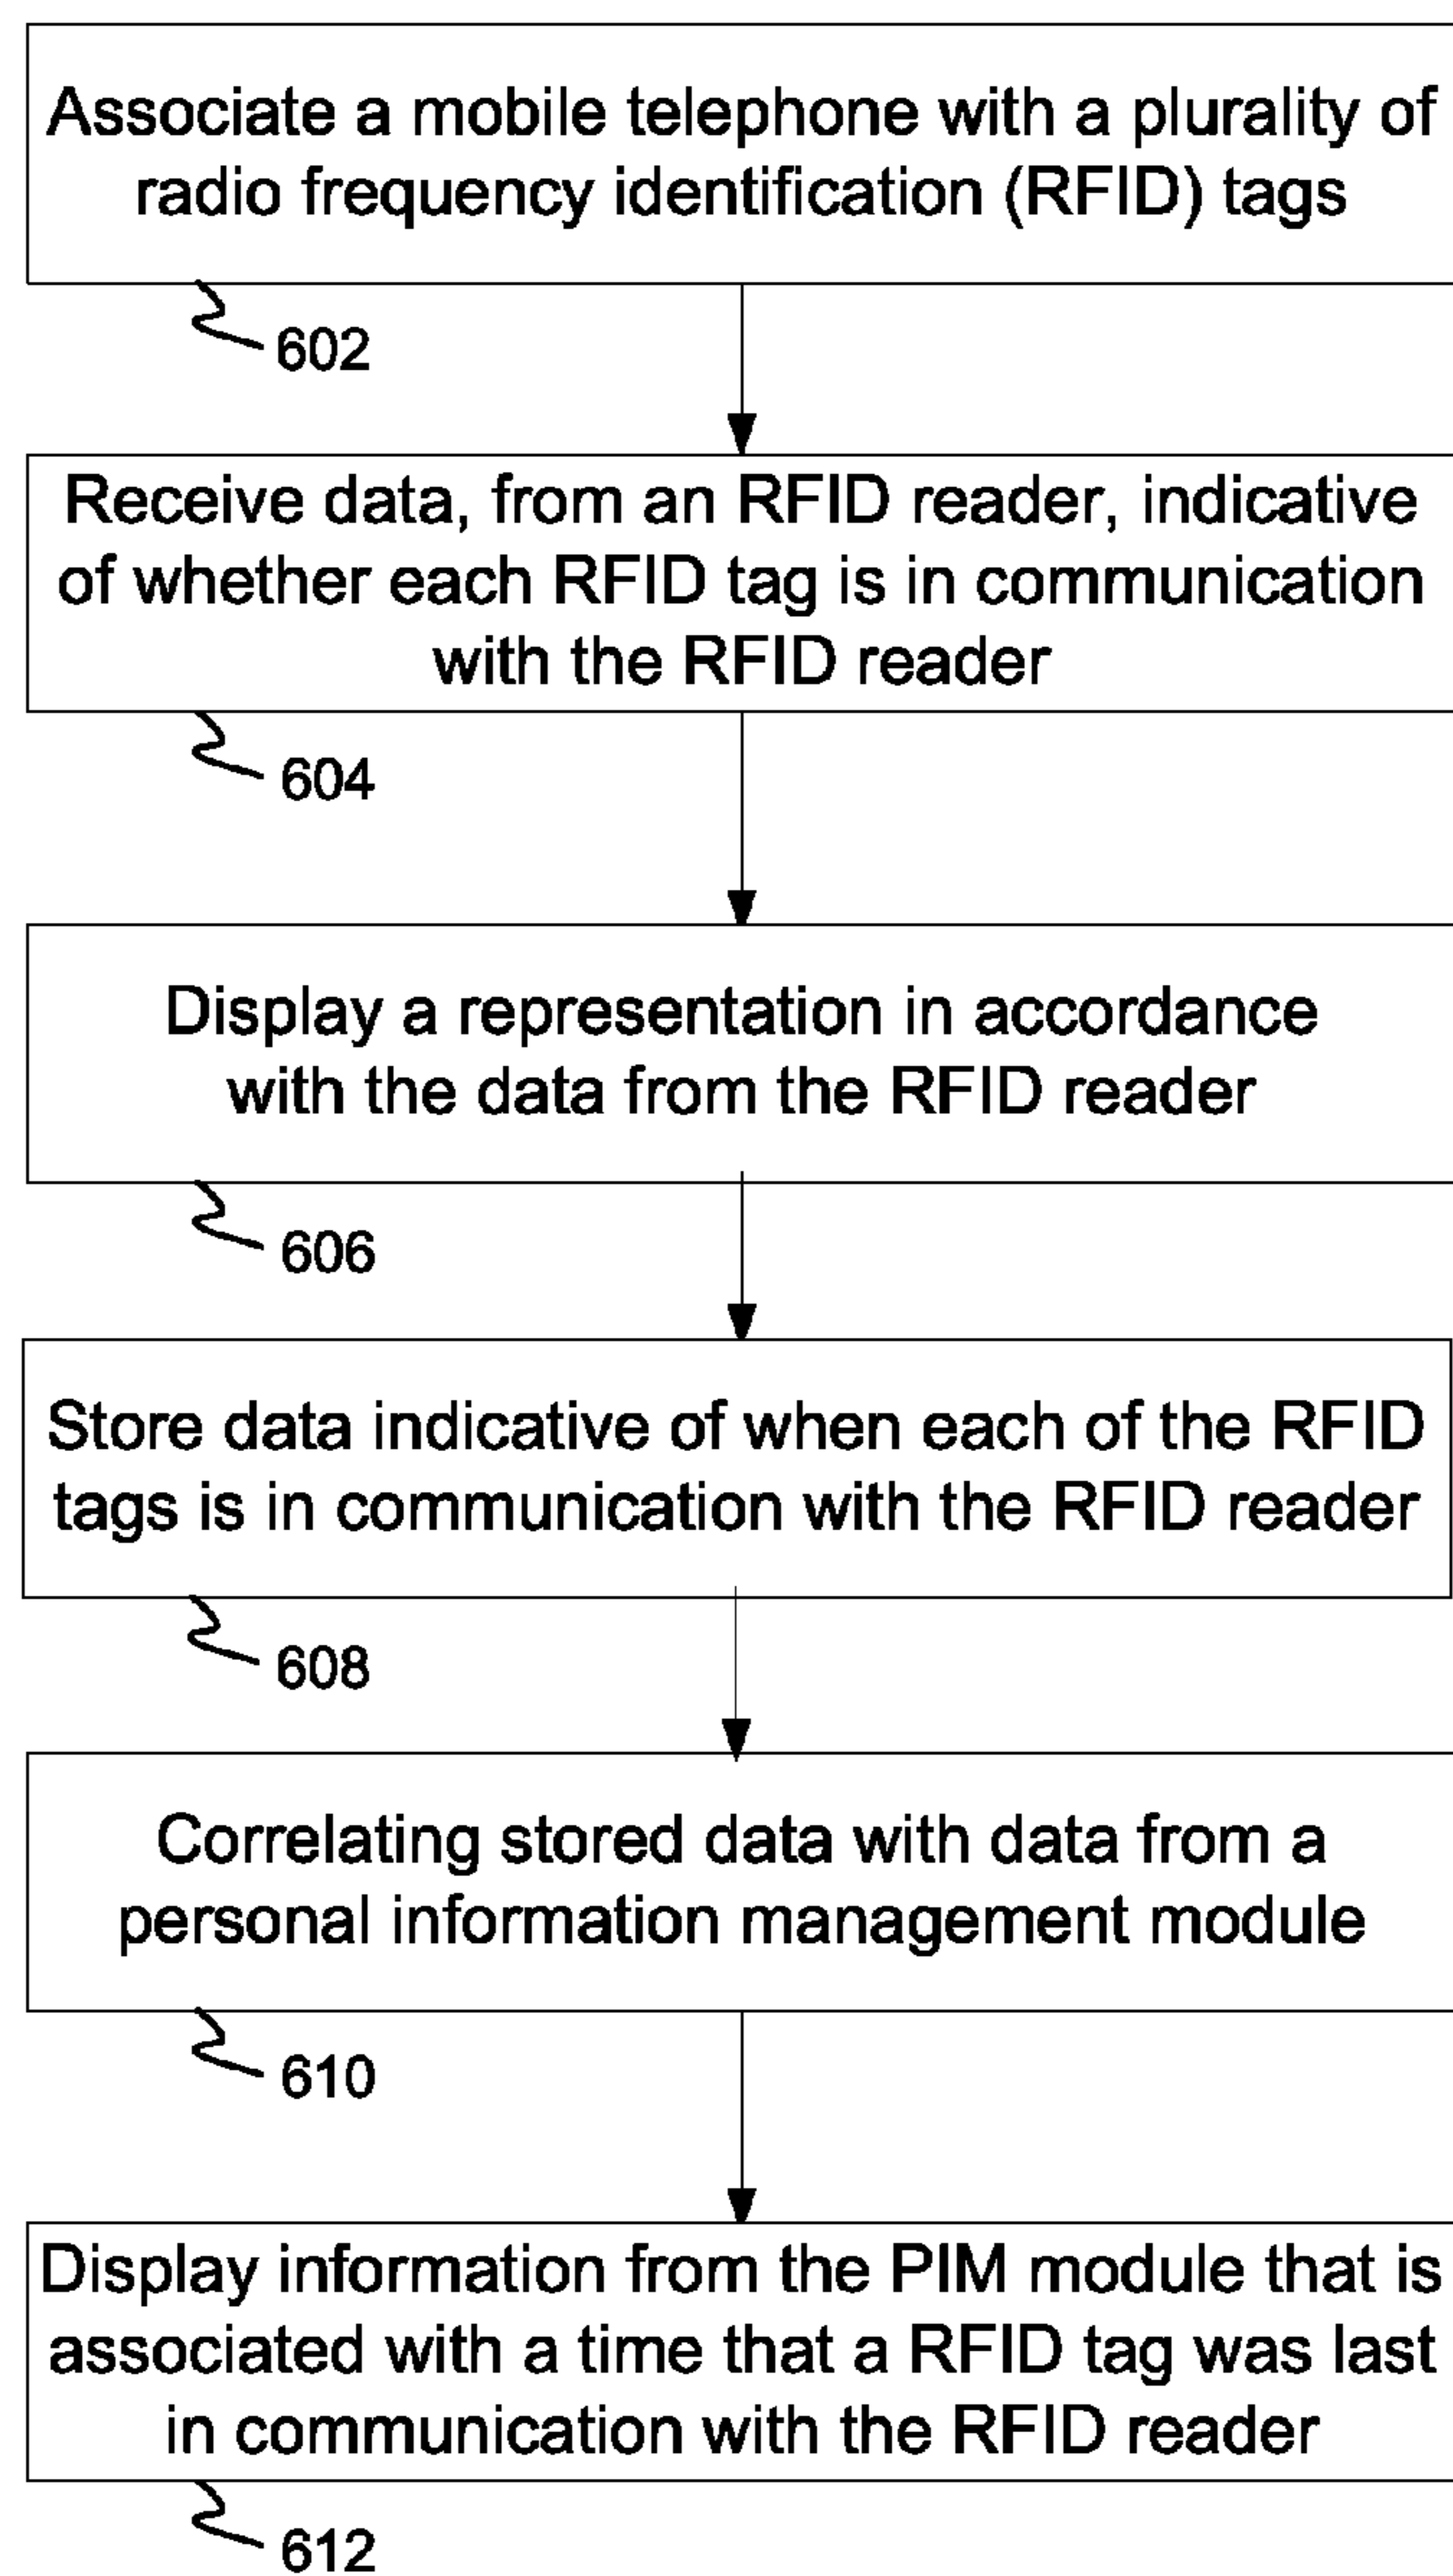 Associate a mobile telephone with a plurality of
radio frequency identification (RFID) tags
602
Receive data, from an RFID reader, indicative
of whether each RFID tag is in communication
with the RFID reader
604
Display a representation in accordance
with the data from the RFID reader
606
Store data indicative of when each of the RFID
tags is in communication with the RFID reader
608
Correlating stored data with data from a
personal information management module
610
Display information from the PIM module that is
associated with a time that a RFID tag was last
in communication with the RFID reader
612